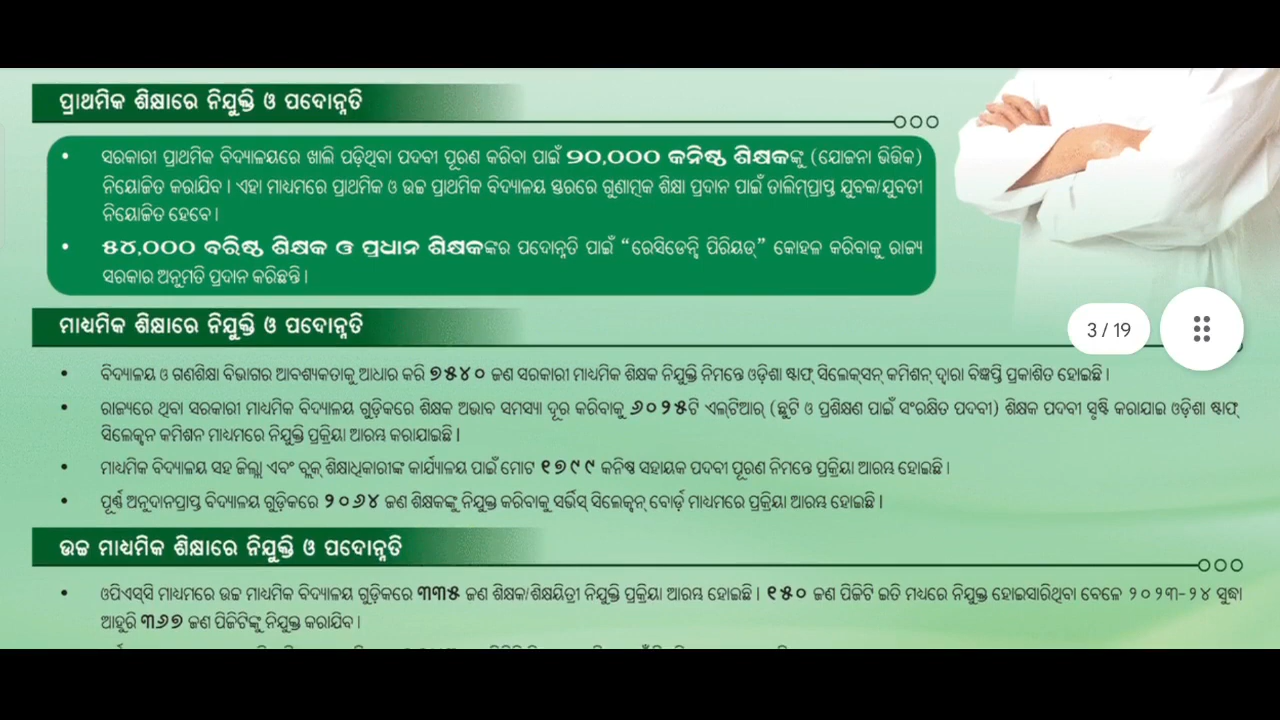 ପ୍ରାଥମିକ ଶିକ୍ଷାରେ ନିଯୁକ୍ତି ଓ ପଦୋନ୍ନତି
• ସରକାରୀ ପ୍ରାଥମିକ ବିଦ୍ୟାଳୟରେ ଖାଲି ପଡ଼ିଥିବା ପଦବୀ ପୂରଣ କରିବା ପାଇଁ ୨୦,୦୦୦ କନିଷ୍ଠ ଶିକ୍ଷକଙ୍କୁ (ଯୋଜନା ଭିତ୍ତିକ)
ନିୟୋଜିତ କରାଯିବ । ଏହା ମାଧ୍ୟମରେ ପ୍ରାଥମିକ ଓ ଉଚ୍ଚ ପ୍ରାଥମିକ ବିଦ୍ୟାଳୟ ସ୍ତରରେ ଗୁଣାତ୍ମକ ଶିକ୍ଷା ପ୍ରଦାନ ପାଇଁ ତାଲିମ୍‌ପ୍ରାପ୍ତ ଯୁବକ/ଯୁବତୀ
ନିୟୋଜିତ ହେବେ ।
• ୫୪,୦୦୦ ବରିଷ୍ଠ ଶିକ୍ଷକ ଓ ପ୍ରଧାନ ଶିକ୍ଷକଙ୍କର ପଦୋନ୍ନତି ପାଇଁ “ରେସିଡେନ୍ସି ପିରିୟଡ୍” କୋହଳ କରିବାକୁ ରାଜ୍ୟ
ସରକାର ଅନୁମତି ପ୍ରଦାନ କରିଛନ୍ତି ।
ମାଧ୍ୟମିକ ଶିକ୍ଷାରେ ନିଯୁକ୍ତି ଓ ପଦୋନ୍ନତି
3 / 19
• ବିଦ୍ୟାଳୟ ଓ ଗଣଶିକ୍ଷା ବିଭାଗର ଆବଶ୍ୟକତାକୁ ଆଧାର କରି ୭୫୪୦ ଜଣ ସରକାରୀ ମାଧ୍ୟମିକ ଶିକ୍ଷକ ନିଯୁକ୍ତି ନିମନ୍ତେ ଓଡ଼ିଶା ଷ୍ଟାଫ୍ ସିଲେକ୍ସନ୍ କମିଶନ୍ ଦ୍ୱାରା ବିଜ୍ଞପ୍ତି ପ୍ରକାଶିତ ହୋଇଛି ।
• ରାଜ୍ୟରେ ଥିବା ସରକାରୀ ମାଧ୍ୟମିକ ବିଦ୍ୟାଳୟ ଗୁଡ଼ିକରେ ଶିକ୍ଷକ ଅଭାବ ସମସ୍ୟା ଦୂର କରିବାକୁ ୬୦୨୫ଟି ଏଲ୍‌ଟିଆର୍ (ଛୁଟି ଓ ପ୍ରଶିକ୍ଷଣ ପାଇଁ ସଂରକ୍ଷିତ ପଦବୀ) ଶିକ୍ଷକ ପଦବୀ ସୃଷ୍ଟି କରାଯାଇ ଓଡ଼ିଶା ଷ୍ଟାଫ୍
ସିଲେକ୍ସନ କମିଶନ ମାଧ୍ୟମରେ ନିଯୁକ୍ତି ପ୍ରକ୍ରିୟା ଆରମ୍ଭ କରାଯାଇଛି ।
• ମାଧ୍ୟମିକ ବିଦ୍ୟାଳୟ ସହ ଜିଲ୍ଲା ଏବଂ ବ୍ଲକ୍ ଶିକ୍ଷାଧିକାରୀଙ୍କ କାର୍ଯ୍ୟାଳୟ ପାଇଁ ମୋଟ ୧୭୯୯ କନିଷ୍ଠ ସହାୟକ ପଦବୀ ପୂରଣ ନିମନ୍ତେ ପ୍ରକ୍ରିୟା ଆରମ୍ଭ ହୋଇଛି ।
• ପୂର୍ଣ୍ଣ ଅନୁଦାନପ୍ରାପ୍ତ ବିଦ୍ୟାଳୟ ଗୁଡ଼ିକରେ ୨୦୬୪ ଜଣ ଶିକ୍ଷକଙ୍କୁ ନିଯୁକ୍ତ କରିବାକୁ ସର୍ଭିସ୍ ସିଲେକ୍ସନ୍ ବୋର୍ଡ଼ ମାଧ୍ୟମରେ ପ୍ରକ୍ରିୟା ଆରମ୍ଭ ହୋଇଛି ।
ଉଚ୍ଚ ମାଧ୍ୟମିକ ଶିକ୍ଷାରେ ନିଯୁକ୍ତି ଓ ପଦୋନ୍ନତି
• ଓପିଏସ୍‌ସି ମାଧ୍ୟମରେ ଉଚ୍ଚ ମାଧ୍ୟମିକ ବିଦ୍ୟାଳୟ ଗୁଡ଼ିକରେ ୩୩୫ ଜଣ ଶିକ୍ଷକ/ଶିକ୍ଷୟିତ୍ରୀ ନିଯୁକ୍ତି ପ୍ରକ୍ରିୟା ଆରମ୍ଭ ହୋଇଛି । ୧୫୦ ଜଣ ପିଜିଟି ଇତି ମଧ୍ୟରେ ନିଯୁକ୍ତ ହୋଇସାରିଥିବା ବେଳେ ୨୦୨୩-୨୪ ସୁଦ୍ଧା
ଆହୁରି ୩୬୭ ଜଣ ପିଜିଟିଙ୍କୁ ନିଯୁକ୍ତ କରାଯିବ ।